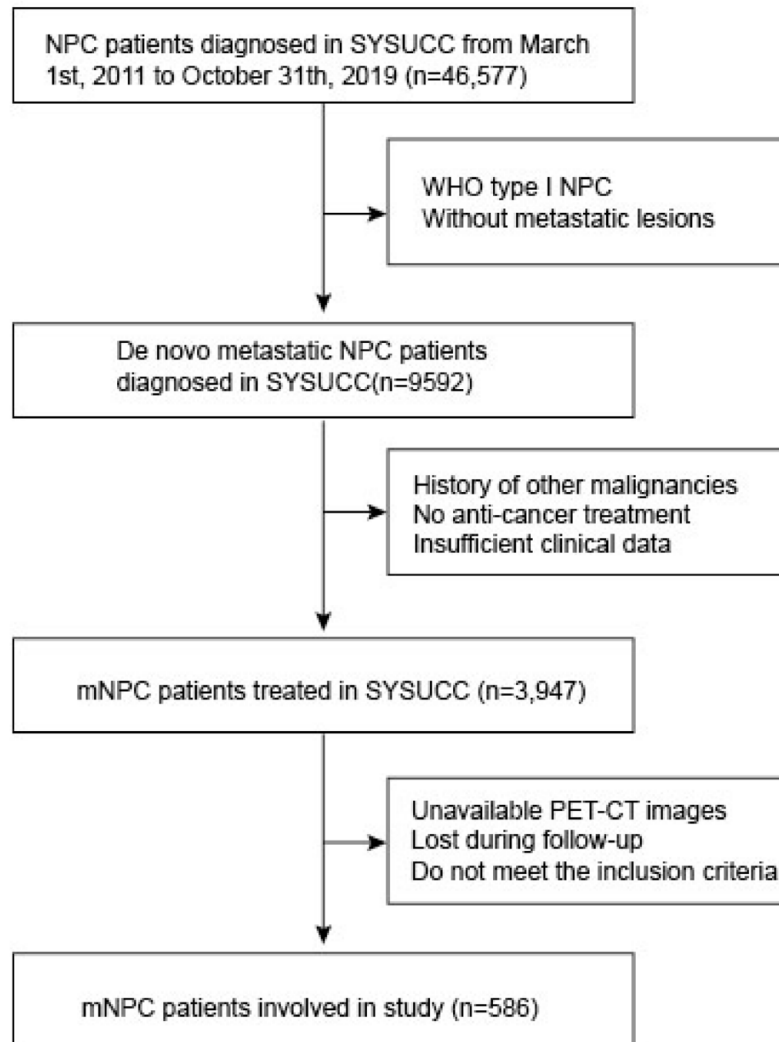 NPC patients diagnosed in SYSUCC from March
1st, 2011 to October 31th, 2019 (n=46,577)
WHO type I NPC
Without metastatic lesions
De novo metastatic NPC patients
diagnosed in SYSUCC(n=9592)
History of other malignancies
No anti-cancer treatment
Insufficient clinical data
mNPC patients treated in SYSUCC (n=3,947)
Unavailable PET-CT images
Lost during follow-up
Do not meet the inclusion criteria
mNPC patients involved in study (n=586)